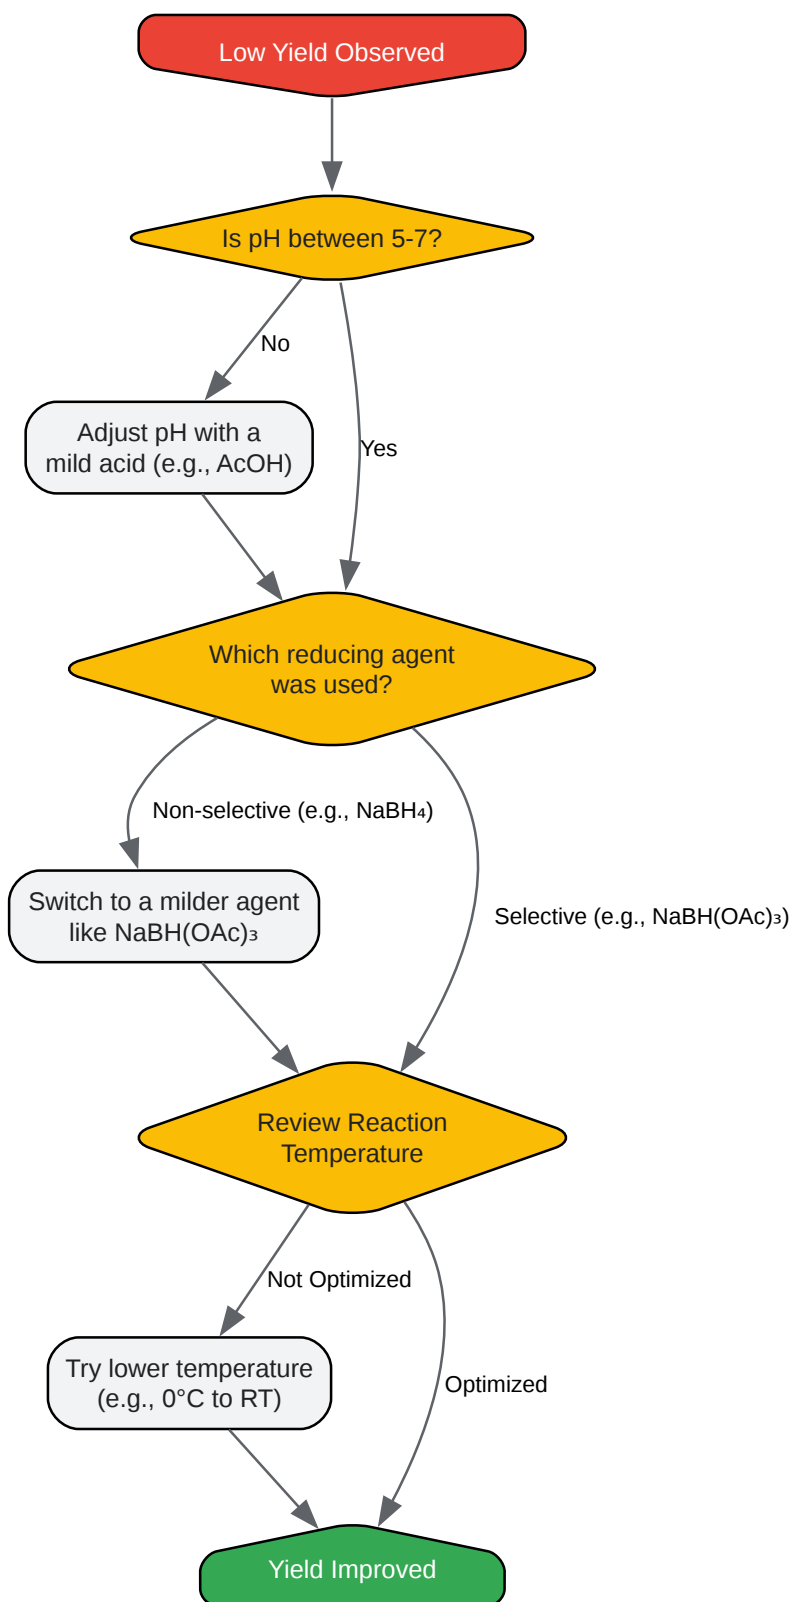 Low Yield Observed
Is pH between 5-7?
No
Adjust pH with a
mild acid (e.g., AcOH)
Yes
Which reducing agent
was used?
Non-selective (e.g., NaBH₄)
Switch to a milder agent
like NaBH(OAc)₃
Selective (e.g., NaBH(OAc)₃)
Review Reaction
Temperature
Not Optimized
Try lower temperature
(e.g., 0°C to RT)
Optimized
Yield Improved